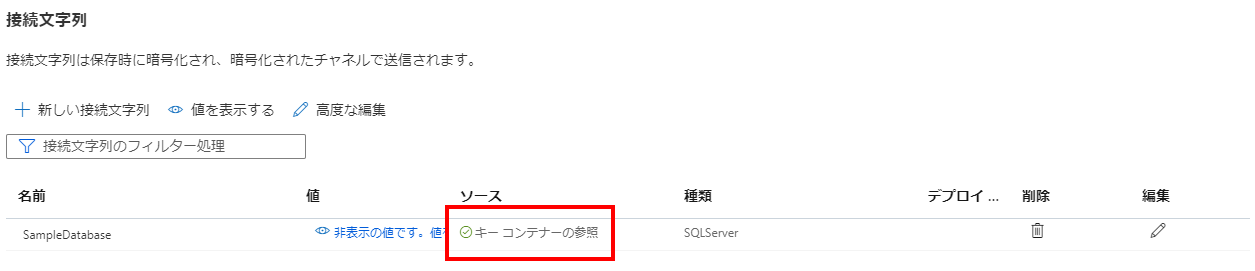 接続文字列
接続文字列は保存時に暗号化され、暗号化されたチャネルで送信されます。
新しい接続文字列 値を表示する 高度な編集
接続文字列のフィルター処理
名前 値 ソース 種類 デプロイ ... 削除 編集
SampleDatabase 非表示の値です。値 キー コンテナーの参照 SQLServer